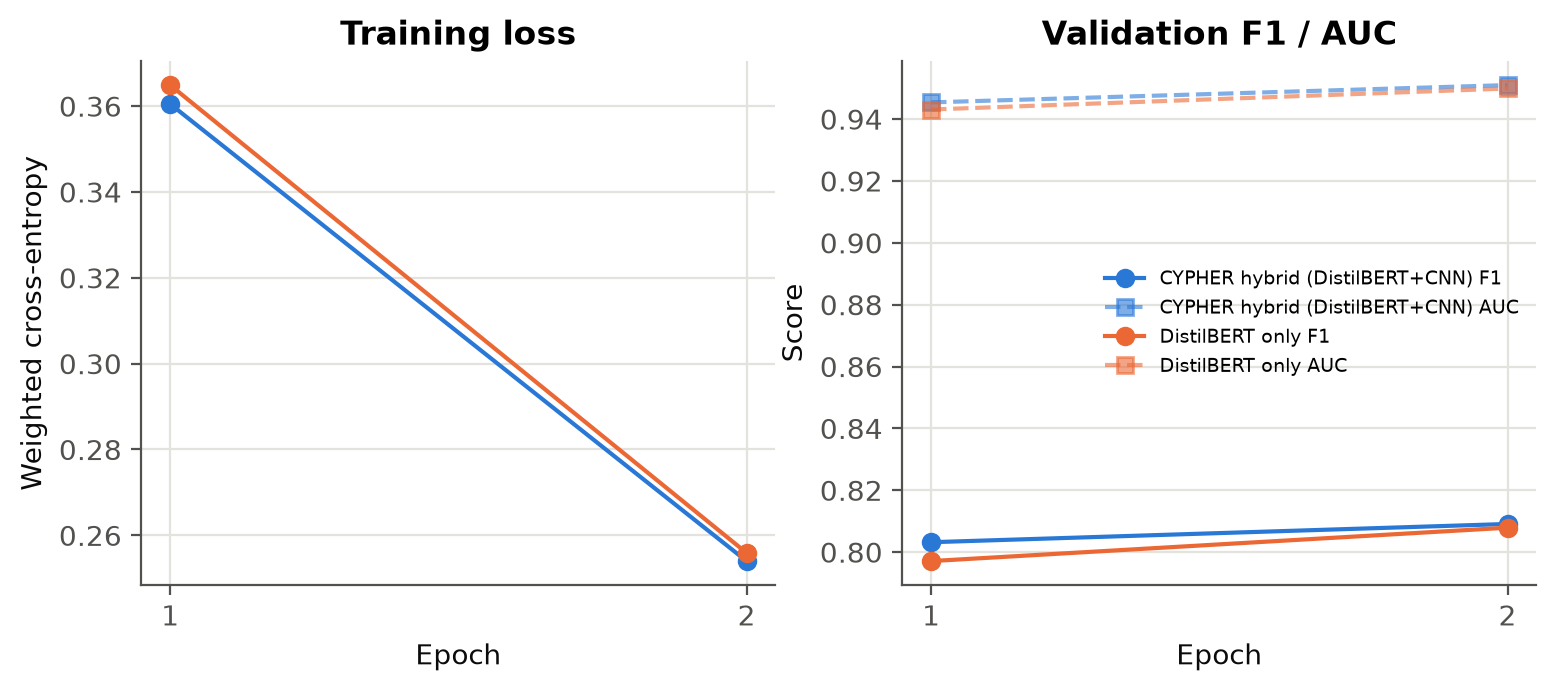 Training loss
Weighted cross-entropy
0.36
0.34
0.32
0.30
0.28
0.26
1
2
Epoch
Validation F1 / AUC
Score
0.94
0.92
0.90
0.88
0.86
0.84
0.82
0.80
CYPHER hybrid (DistilBERT+CNN) F1
CYPHER hybrid (DistilBERT+CNN) AUC
DistilBERT only F1
DistilBERT only AUC
1
2
Epoch